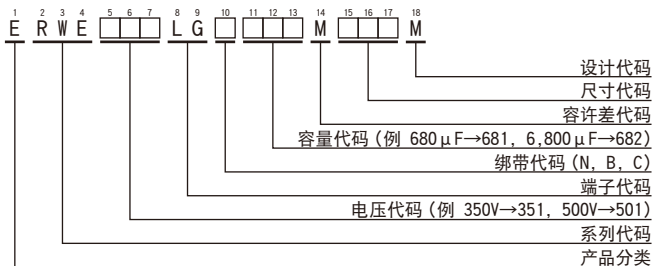 1 2 3 4 5 6 7 8 9 10 11 12 13 14 15 16 17 18
E R W E □ □ □ L G □ □ □ □ M □ □ □ M
设计代码
尺寸代码
容许差代码
容量代码 (例 680μF→681, 6,800μF→682)
绑带代码 (N, B, C)
端子代码
电压代码 (例 350V→351, 500V→501)
系列代码
产品分类